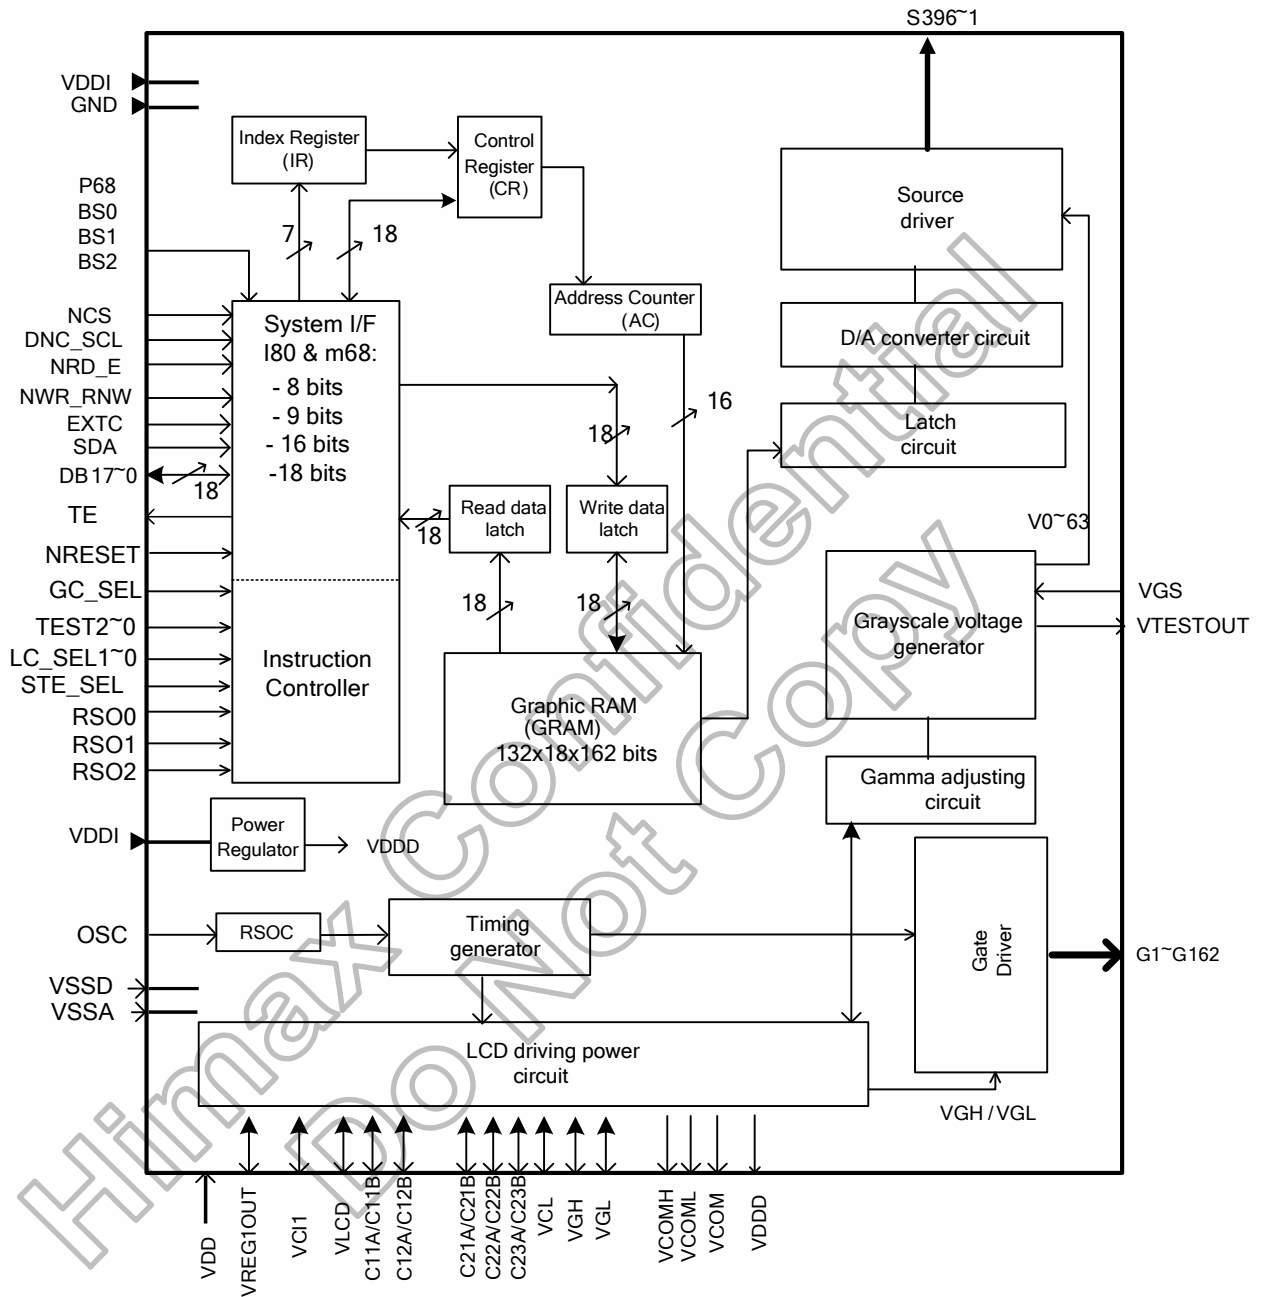 S396~1
VDDI
GND
Index Register
(IR)
Control
Register
(CR)
P68
BS0
BS1
BS2
7
18
Source
driver
Address Counter
(AC)
NCS
DNC_SCL
NRD_E
NWR_RNW
EXTC
SDA
DB17~0
18
TE
NRESET
GC_SEL
TEST2~0
LC_SEL1~0
STE_SEL
RSO0
RSO1
RSO2
System I/F
I80 & m68:
- 8 bits
- 9 bits
- 16 bits
-18 bits
Instruction
Controller
D/A converter circuit
16
18
Latch
circuit
Read data
latch
18
Write data
latch
18
18
V0~63
Grayscale voltage
generator
VGS
VTESTOUT
Graphic RAM
(GRAM)
132x18x162 bits
Gamma adjusting
circuit
VDDI
Power
Regulator
VDDD
OSC
RSOC
Timing
generator
Gate
Driver
G1~G162
VSSD
VSSA
LCD driving power
circuit
VGH / VGL
VDD
VREG1OUT
VCI1
VLCD
C11A/C11B
C12A/C12B
C21A/C21B
C22A/C22B
C23A/C23B
VCL
VGH
VGL
VCOMH
VCOML
VCOM
VDDD
Himax Confidential
Do Not Copy